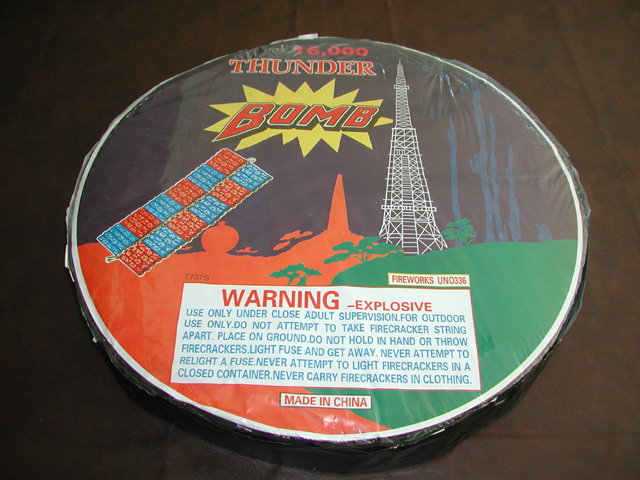 16,000
THUNDER
BOMB
T7379
FIREWORKS UN0336
WARNING -EXPLOSIVE
USE ONLY UNDER CLOSE ADULT SUPERVISION.FOR OUTDOOR
USE ONLY.DO NOT ATTEMPT TO TAKE FIRECRACKER STRING
APART. PLACE ON GROUND.DO NOT HOLD IN HAND OR THROW
FIRECRACKERS.LIGHT FUSE AND GET AWAY. NEVER ATTEMPT TO
RELIGHT A FUSE.NEVER ATTEMPT TO LIGHT FIRECRACKERS IN A
CLOSED CONTAINER.NEVER CARRY FIRECRACKERS IN CLOTHING.
MADE IN CHINA